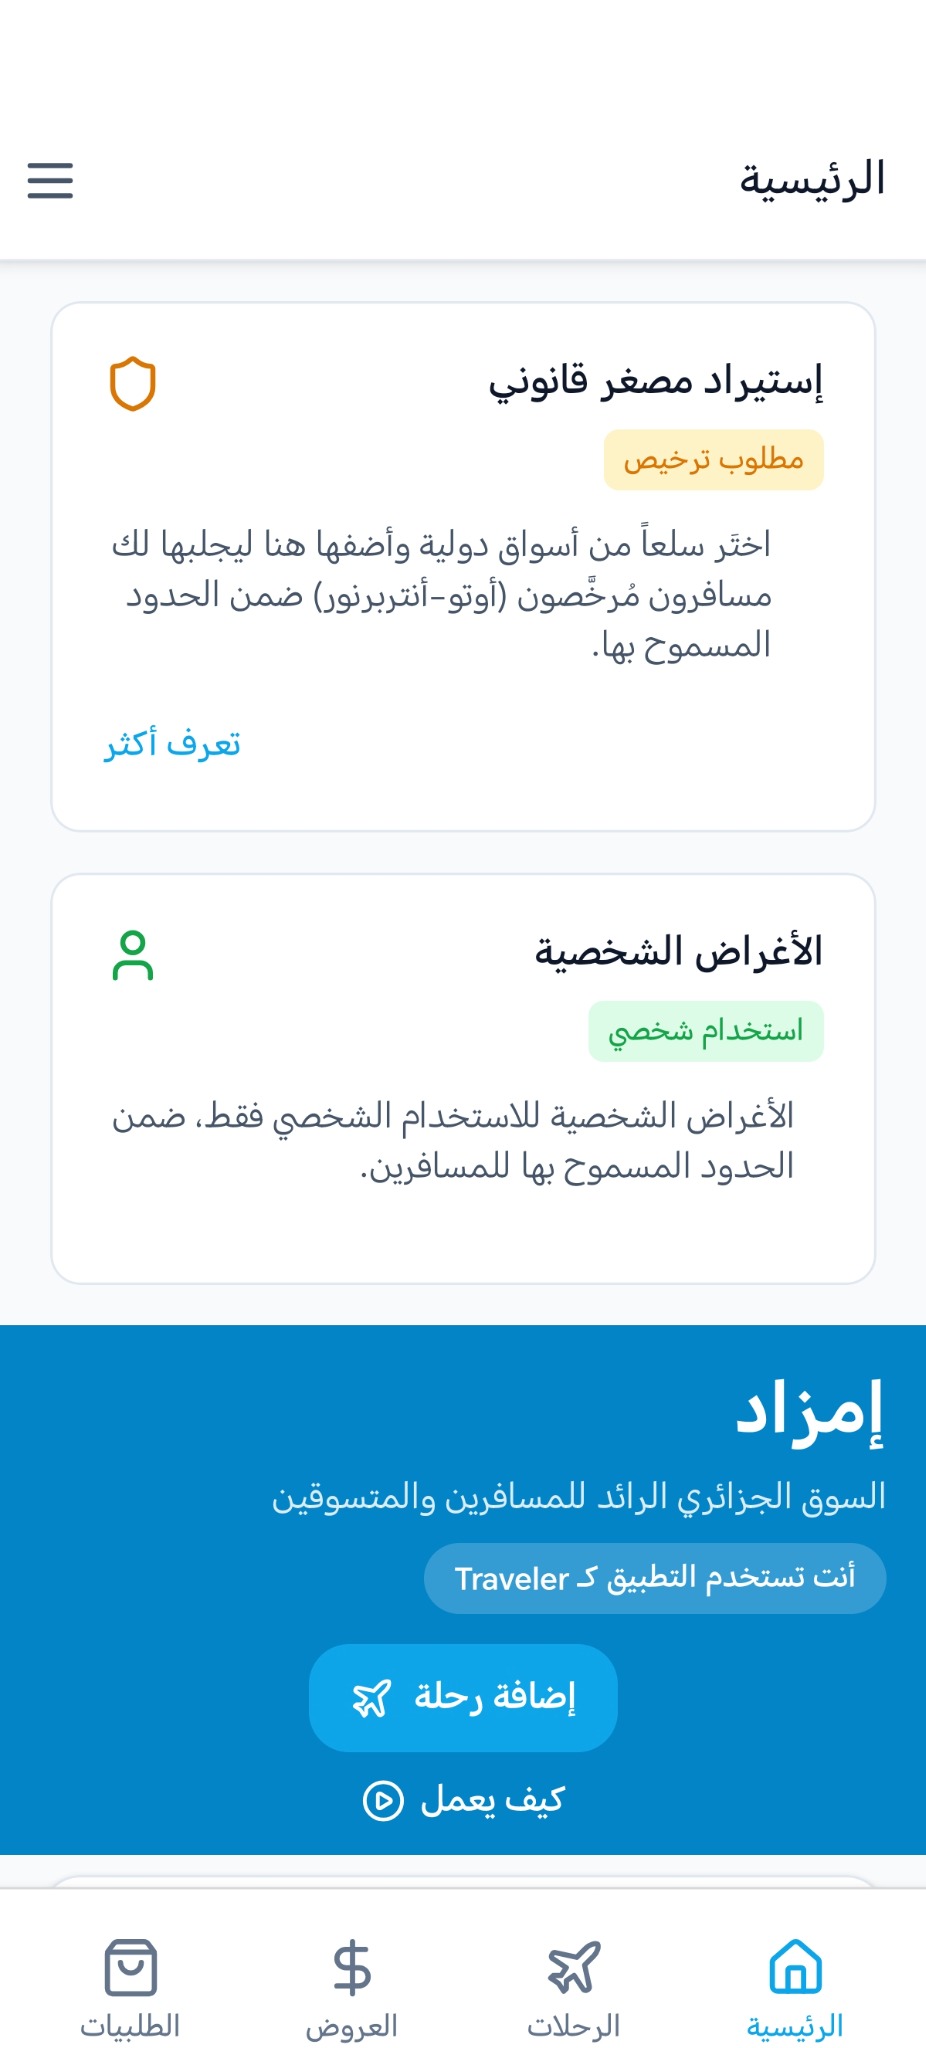 الرئيسية
إستيراد مصغر قانوني
مطلوب ترخيص
اختَر سلعاً من أسواق دولية وأضفها هنا ليجلبها لك
مسافرون مُرخَّصون (أوتو-أنتربرنور) ضمن الحدود
المسموح بها.
تعرف أكثر
الأغراض الشخصية
استخدام شخصي
الأغراض الشخصية للاستخدام الشخصي فقط، ضمن
الحدود المسموح بها للمسافرين.
إمزاد
السوق الجزائري الرائد للمسافرين والمتسوقين
أنت تستخدم التطبيق كـ Traveler
إضافة رحلة
كيف يعمل
الرئيسية
الرحلات
العروض
الطلبيات